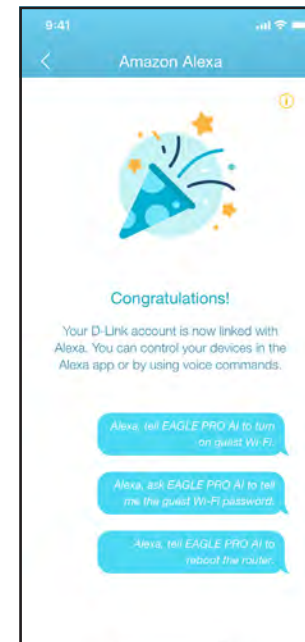 9:41
Amazon Alexa
Congratulations!
Your D-Link account is now linked with
Alexa. You can control your devices in the
Alexa app or by using voice commands.
Alexa, tell EAGLE PRO AI to turn
on guest Wi-Fi.
Alexa, ask EAGLE PRO AI to tell
me the guest Wi-Fi password.
Alexa, tell EAGLE PRO AI to
reboot the router.